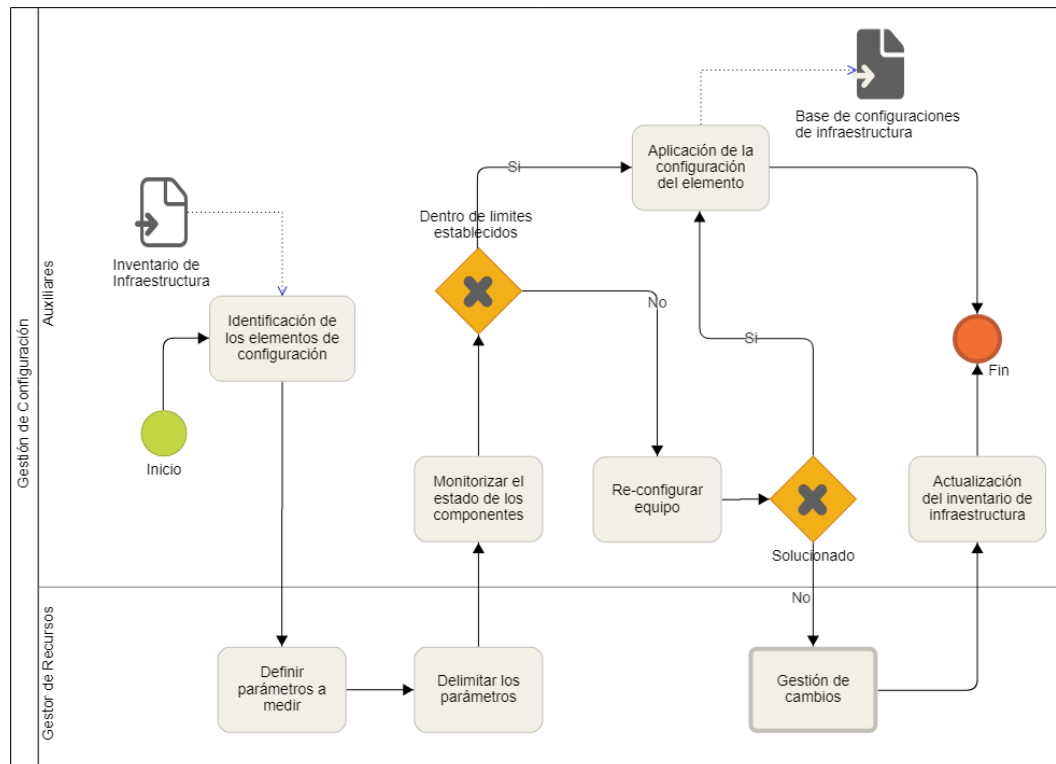 Gestión de Configuración
Auxiliares
Gestor de Recursos
Base de configuraciones
de infraestructura
Aplicación de la
configuración
del elemento
Si
Dentro de limites
establecidos
Inventario de
Infraestructura
Identificación de
los elementos de
configuración
No
Si
Fin
Inicio
Monitorizar el
estado de los
componentes
Re-configurar
equipo
Solucionado
Actualización
del inventario de
infraestructura
No
Definir
parámetros a
medir
Delimitar los
parámetros
Gestión de
cambios